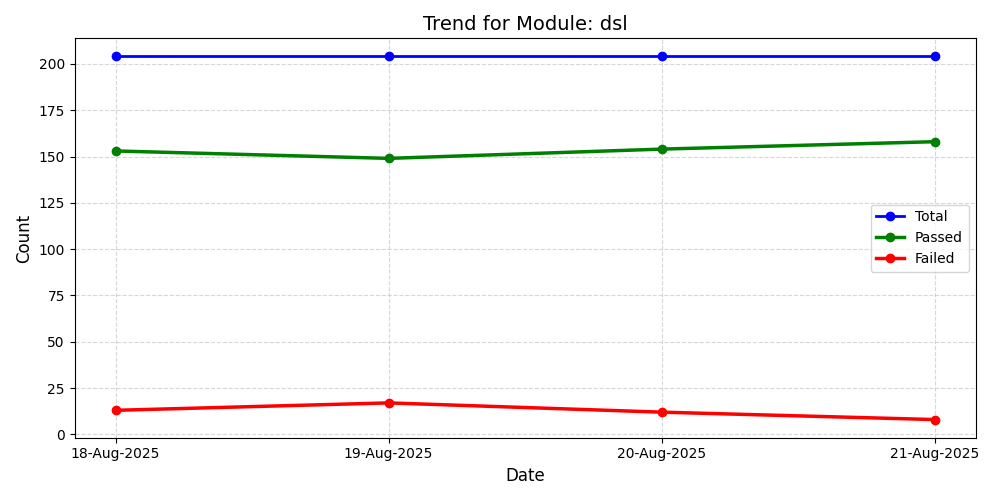 Trend for Module: dsl
Count
200
175
150
125
100
75
50
25
0
Total
Passed
Failed
18-Aug-2025
19-Aug-2025
20-Aug-2025
21-Aug-2025
Date